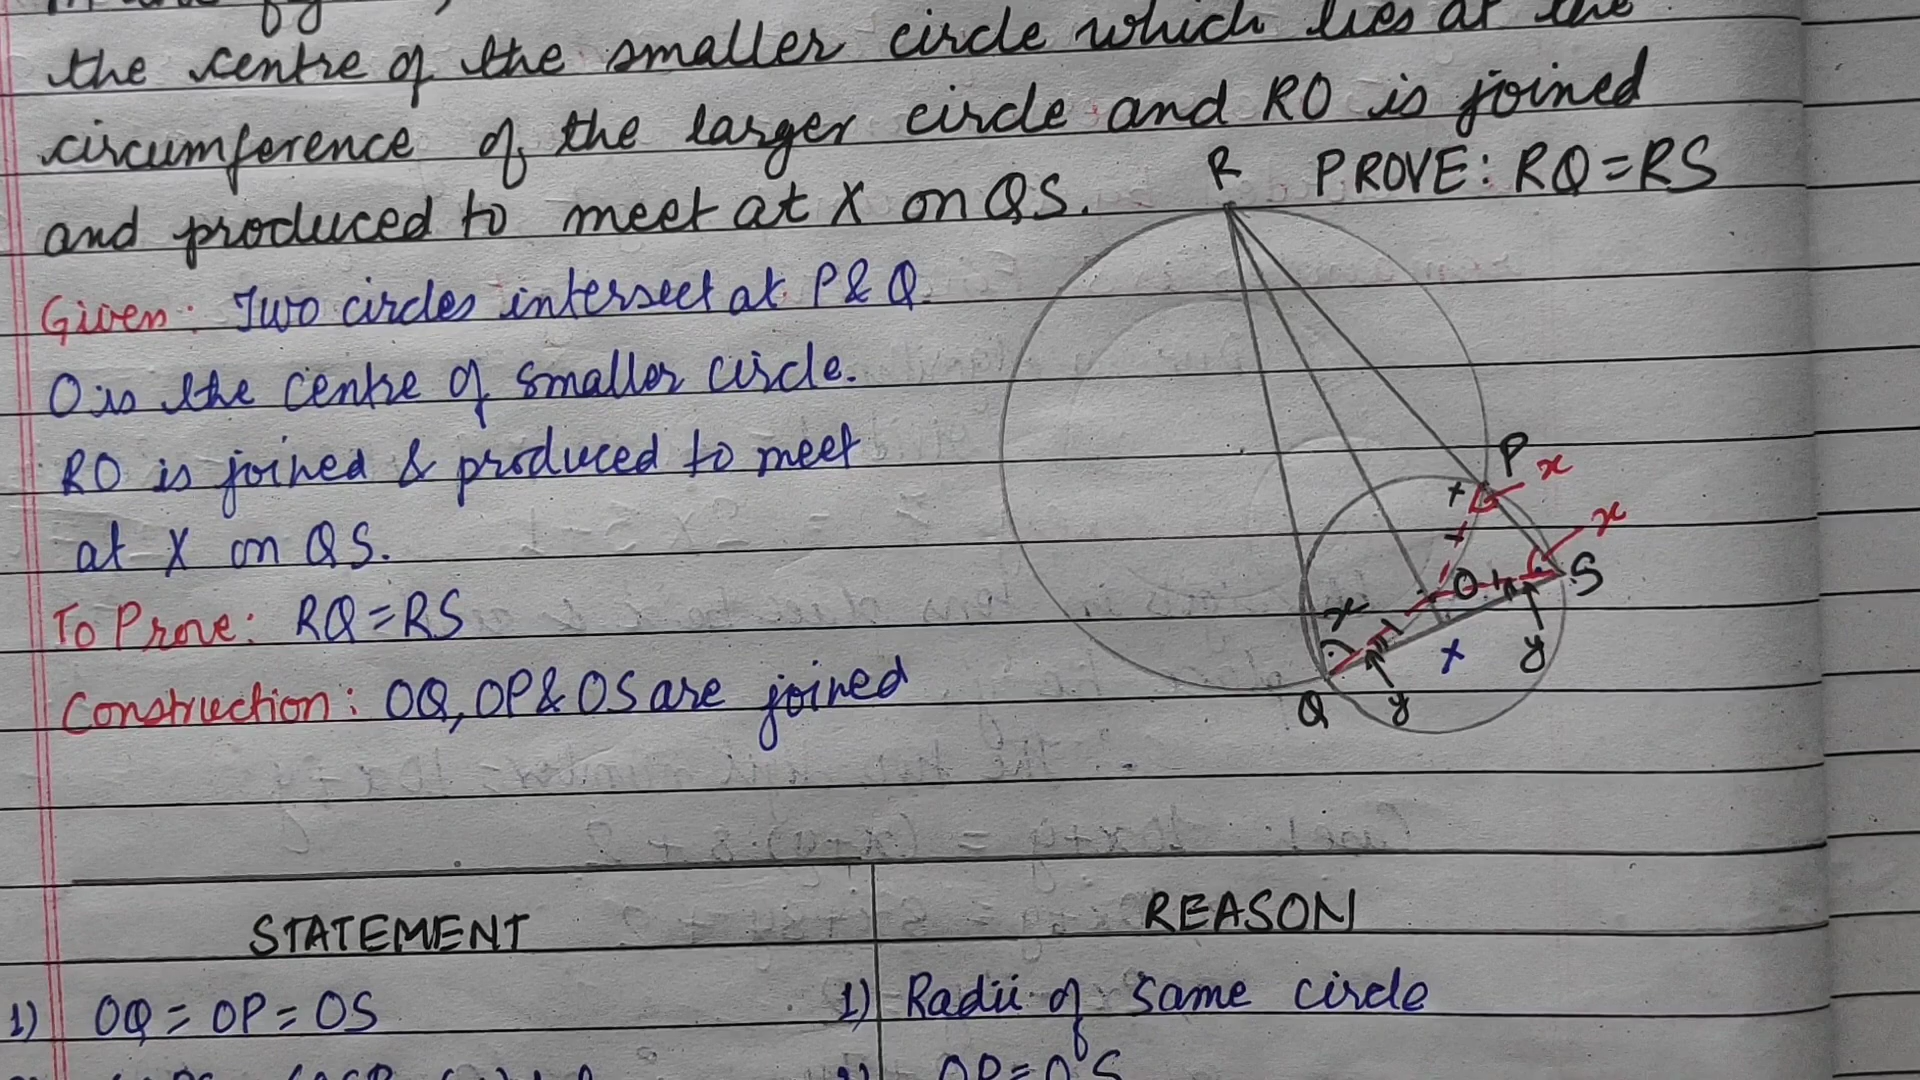 the centre of the smaller circle which lies at the
circumference of the larger circle and RO is joined
and produced to meet at X on QS.
PROVE: RQ=RS
Given: Two circles intersect at P & Q.
O is the centre of smaller circle.
RO is joined & produced to meet
at X on QS.
To Prove: RQ=RS
Construction: OQ, OP & OS are joined
R
P
x
x
O
S
x
x
y
Q
y
STATEMENT
REASON
1) OQ = OP = OS
1) Radii of same circle
OP=OS